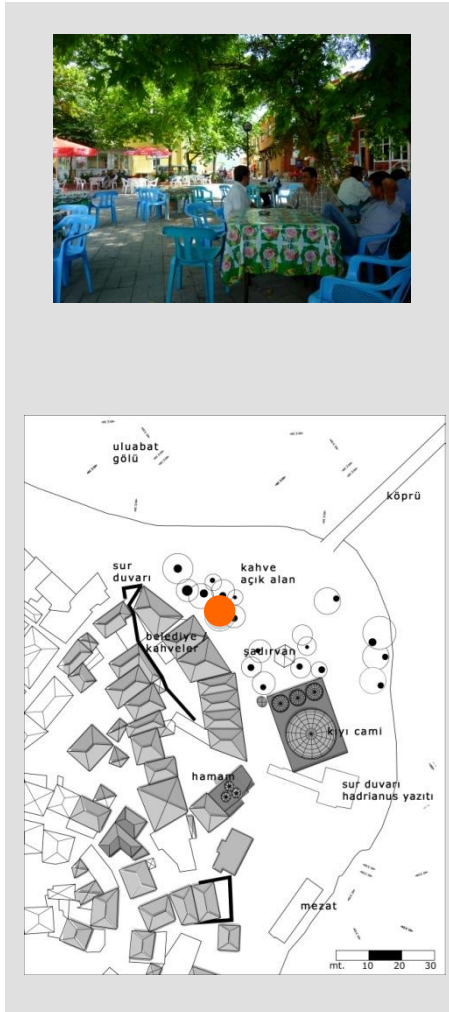 uluabat
gölü
köprü
sur
duvarı
kahve
açık alan
belediye /
kahveler
şadırvan
kıyı cami
hamam
sur duvarı
hadrianus yazıtı
mezat
mt. 10 20 30